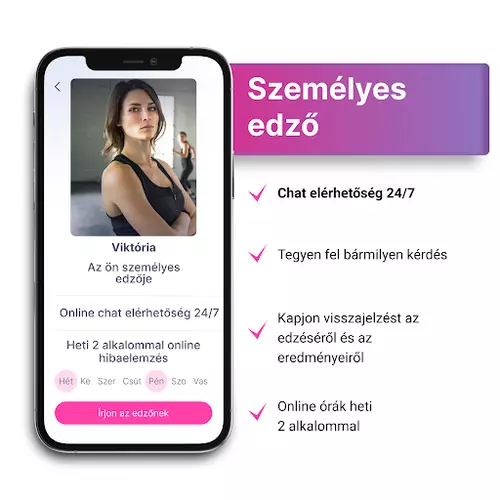 Viktória
Az ön személyes
edzője
Online chat elérhetőség 24/7
Heti 2 alkalommal online
hibaelemzés
Hét Ke Szer Csüt Pén Szo Vas
Írjon az edzőnek
Személyes
edző
Chat elérhetőség 24/7
Tegyen fel bármilyen kérdés
Kapjon visszajelzést az
edzéséről és az
eredményeiről
Online órák heti
2 alkalommal